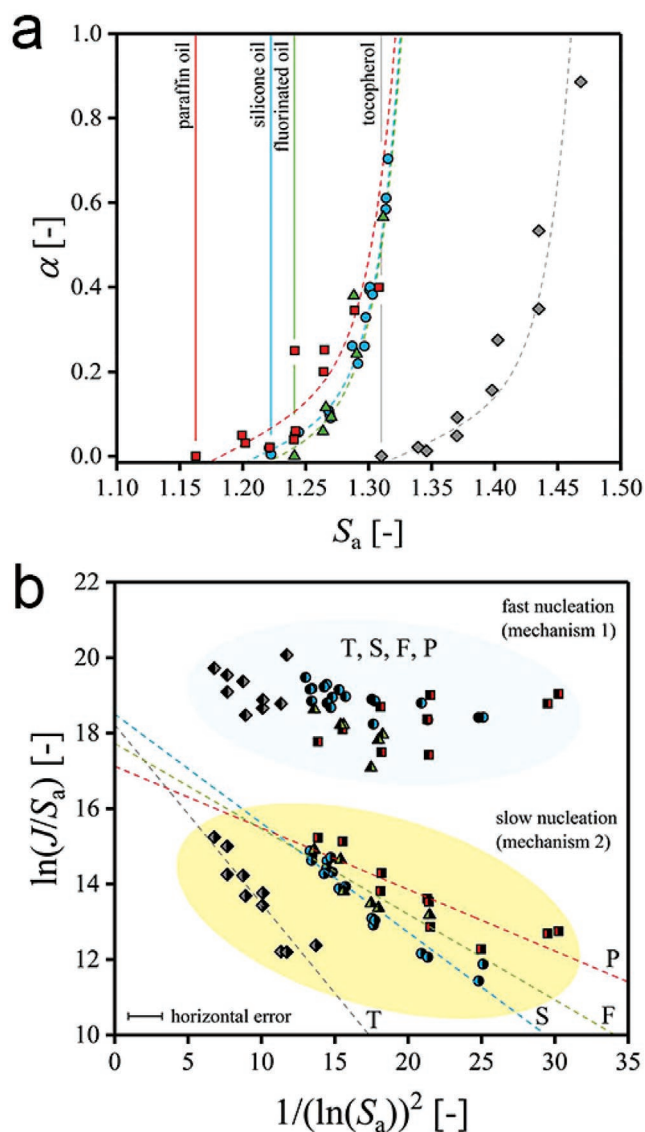 a
paraffin oil
silicone oil
fluorinated oil
tocopherol
1.0
0.8
0.6
0.4
0.2
0.0
α [-]
1.10 1.15 1.20 1.25 1.30 1.35 1.40 1.45 1.50
Sa [-]
b
22
20
18
16
14
12
10
ln(J/Sa) [-]
fast nucleation
(mechanism 1)
T, S, F, P
slow nucleation
(mechanism 2)
P
horizontal error
T
S
F
0 5 10 15 20 25 30 35
1/(ln(Sa))² [-]